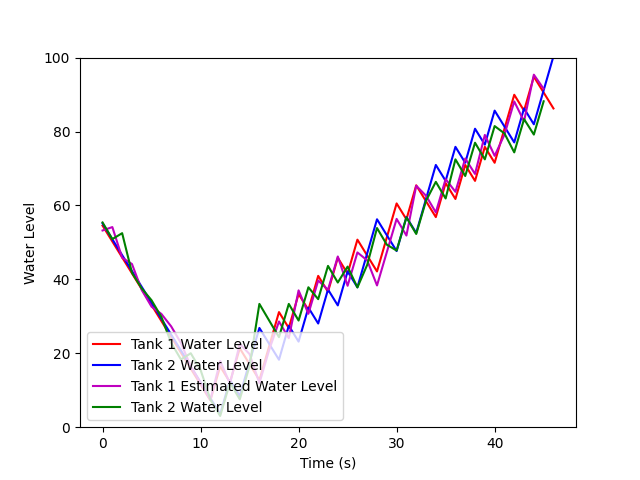 100
80
60
40
20
0
Water Level
Tank 1 Water Level
Tank 2 Water Level
Tank 1 Estimated Water Level
Tank 2 Water Level
0 10 20 30 40
Time (s)